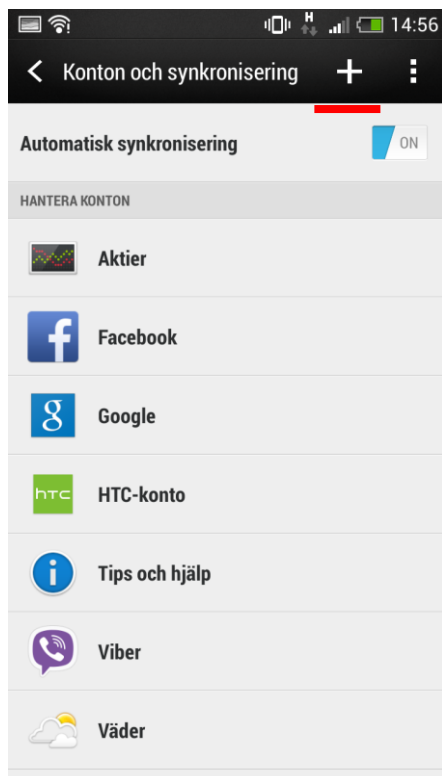 H 14:56
Konton och synkronisering
Automatisk synkronisering ON
HANTERA KONTON
Aktier
f Facebook
g Google
hTC HTC-konto
i Tips och hjälp
Viber
Väder